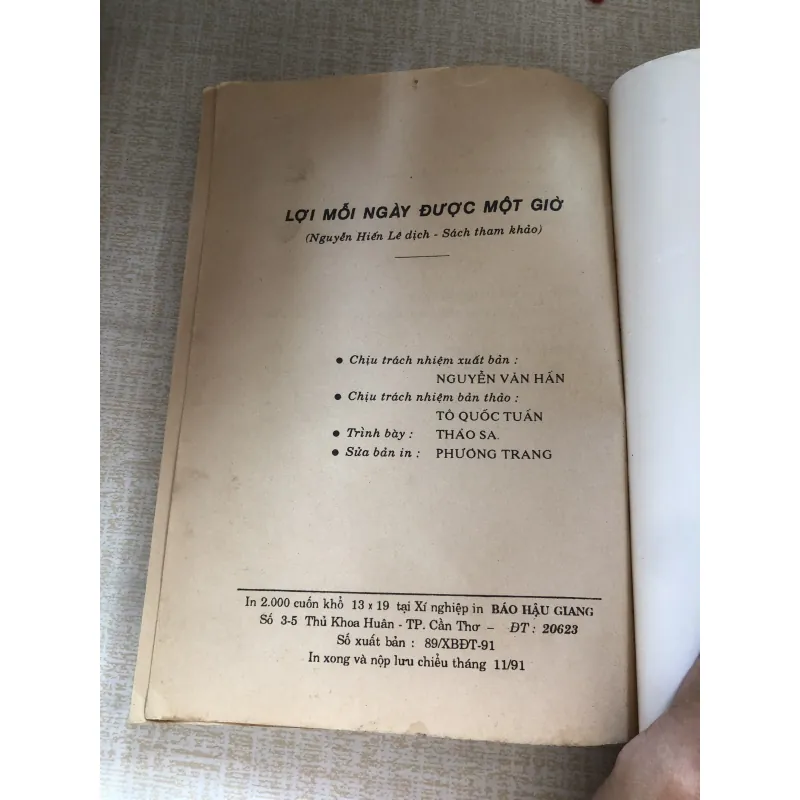 LỢI MỖI NGÀY ĐƯỢC MỘT GIỜ
(Nguyễn Hiến Lê dịch - Sách tham khảo)
● Chịu trách nhiệm xuất bản :
NGUYỄN VĂN HẤN
● Chịu trách nhiệm bản thảo :
TÔ QUỐC TUẤN
● Trình bày : THẢO SA.
● Sửa bản in : PHƯƠNG TRANG
In 2.000 cuốn khổ 13 x 19 tại Xí nghiệp in BÁO HẬU GIANG
Số 3-5 Thủ Khoa Huân - TP. Cần Thơ – ĐT : 20623
Số xuất bản : 89/XBĐT-91
In xong và nộp lưu chiểu tháng 11/91